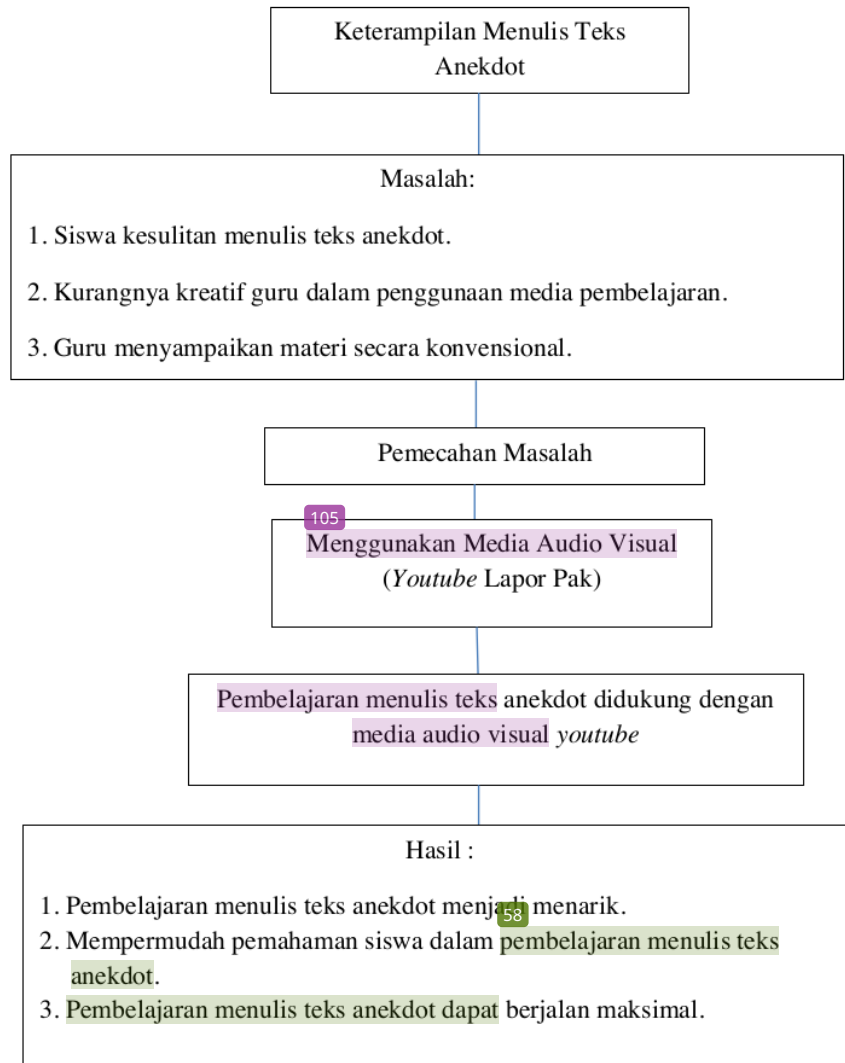 Keterampilan Menulis Teks
Anekdot
Masalah:
1. Siswa kesulitan menulis teks anekdot.
2. Kurangnya kreatif guru dalam penggunaan media pembelajaran.
3. Guru menyampaikan materi secara konvensional.
Pemecahan Masalah
105
Menggunakan Media Audio Visual
(Youtube Lapor Pak)
Pembelajaran menulis teks anekdot didukung dengan
media audio visual youtube
Hasil :
1. Pembelajaran menulis teks anekdot menjadi menarik.
58
2. Mempermudah pemahaman siswa dalam pembelajaran menulis teks
anekdot.
3. Pembelajaran menulis teks anekdot dapat berjalan maksimal.